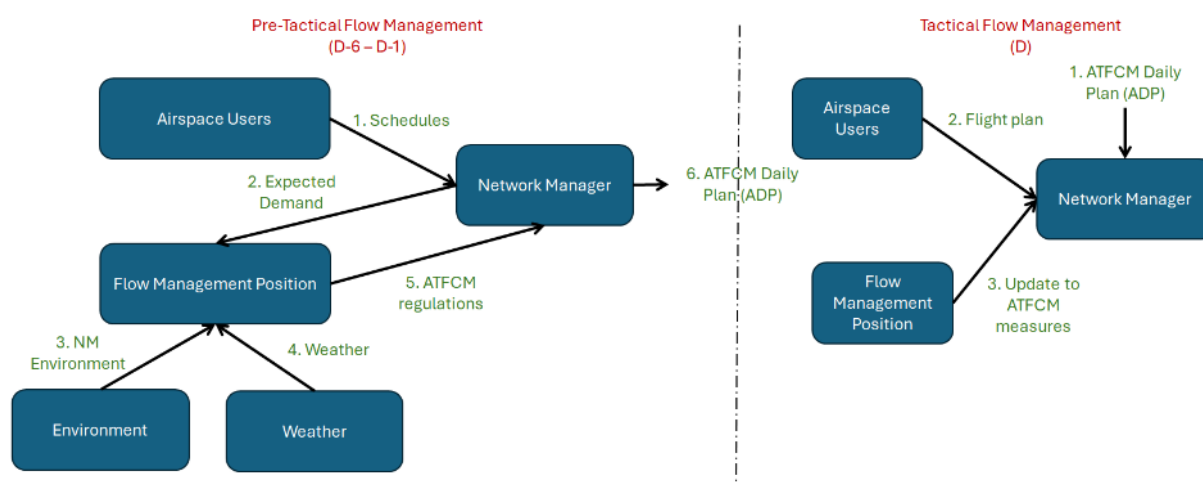 Pre-Tactical Flow Management
(D-6 – D-1)
Airspace Users
1. Schedules
Network Manager
2. Expected
Demand
6. ATFCM Daily
Plan (ADP)
Flow Management Position
5. ATFCM
regulations
3. NM
Environment
4. Weather
Environment
Weather
Tactical Flow Management
(D)
1. ATFCM Daily
Plan (ADP)
Airspace
Users
2. Flight plan
Network Manager
Flow
Management
Position
3. Update to
ATFCM
measures